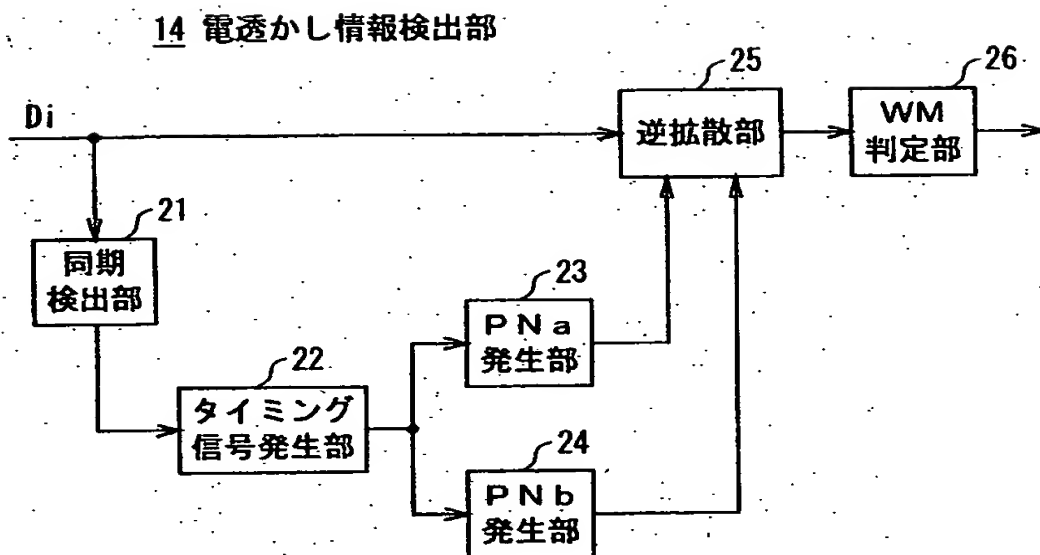 14 電透かし情報検出部
Di
25
逆拡散部
26
WM
判定部
21
同期
検出部
22
タイミング
信号発生部
23
PNa
発生部
24
PNb
発生部